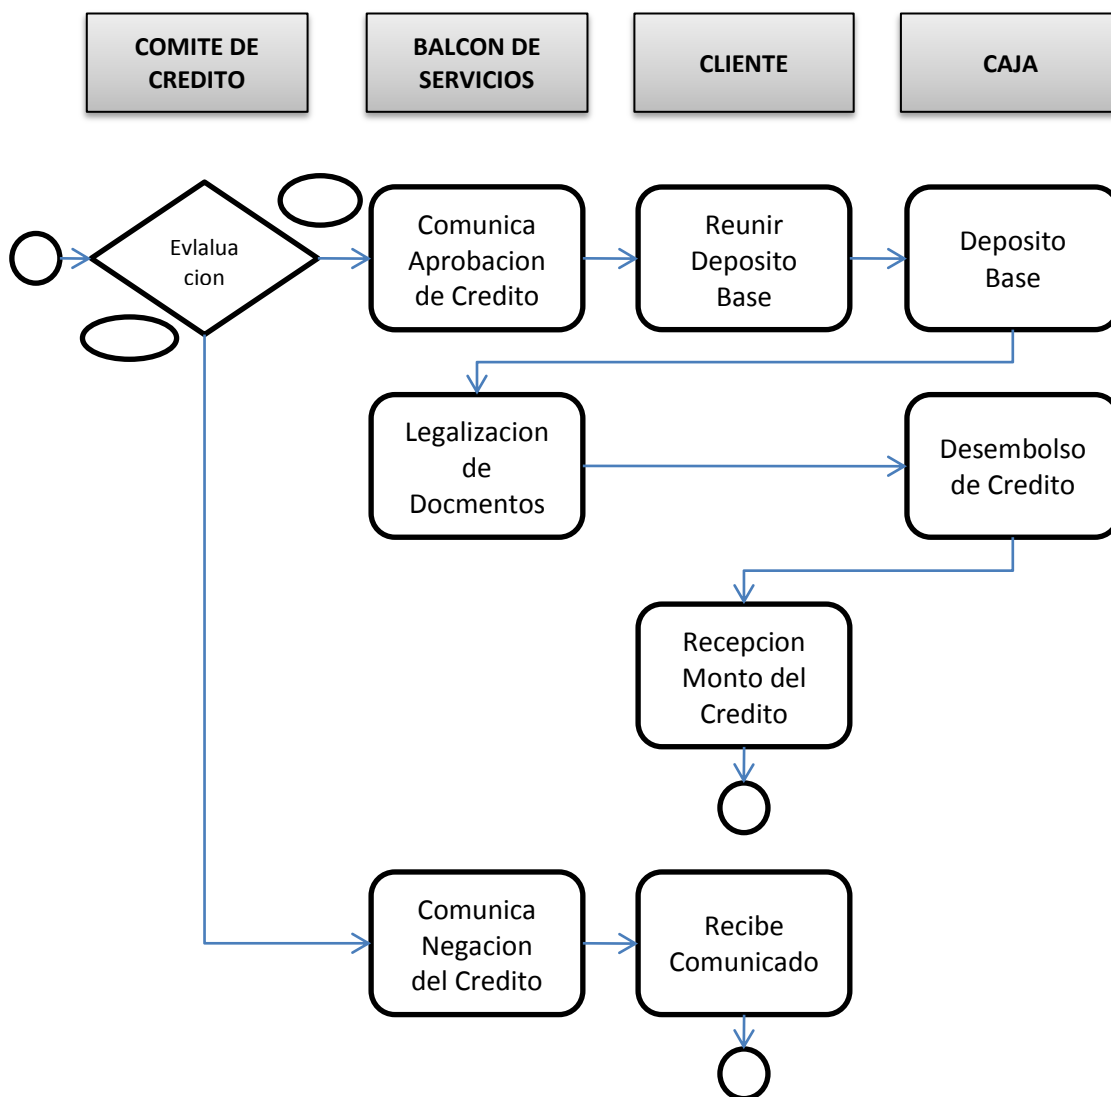 COMITE DE
CREDITO
BALCON DE
SERVICIOS
CLIENTE
CAJA
Evlalua
cion
Comunica
Aprobacion
de Credito
Reunir
Deposito
Base
Deposito
Base
Legalizacion
de
Docmentos
Desembolso
de Credito
Recepcion
Monto del
Credito
Comunica
Negacion
del Credito
Recibe
Comunicado